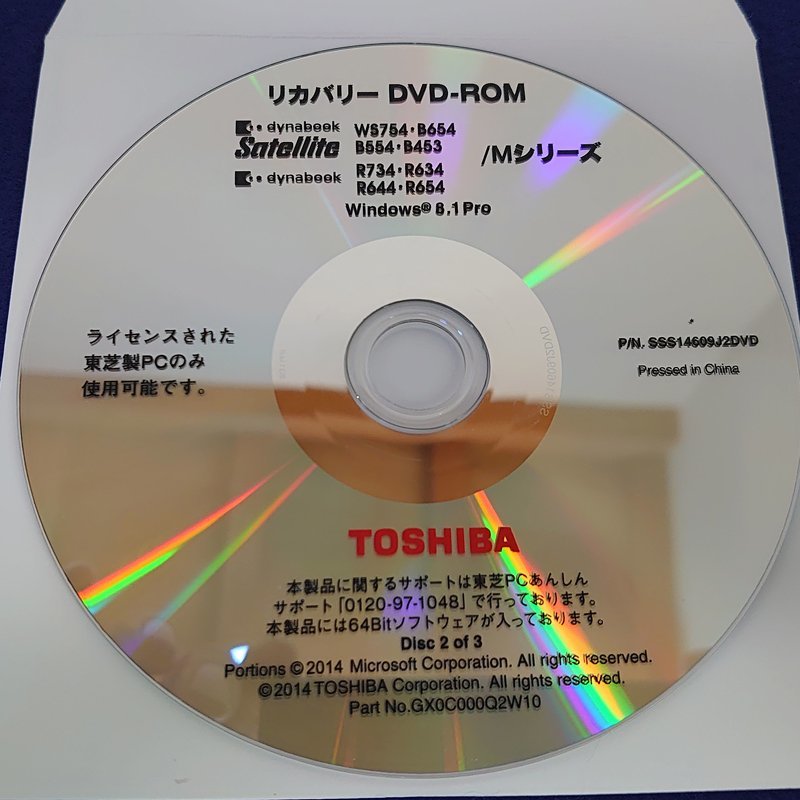 リカバリー DVD-ROM
dynabook WS754・B654
Satellite B554・B453
/Mシリーズ
dynabook R734・R634
R644・R654
Windows® 8.1 Pro
ライセンスされた
東芝製PCのみ
使用可能です。
P/N. SSS14609J2DVD
Pressed in China
TOSHIBA
本製品に関するサポートは東芝PCあんしん
サポート「0120-97-1048」で行っております。
本製品には64Bitソフトウェアが入っております。
Disc 2 of 3
Portions ©2014 Microsoft Corporation. All rights reserved.
©2014 TOSHIBA Corporation. All rights reserved.
Part No.GX0C000Q2W10